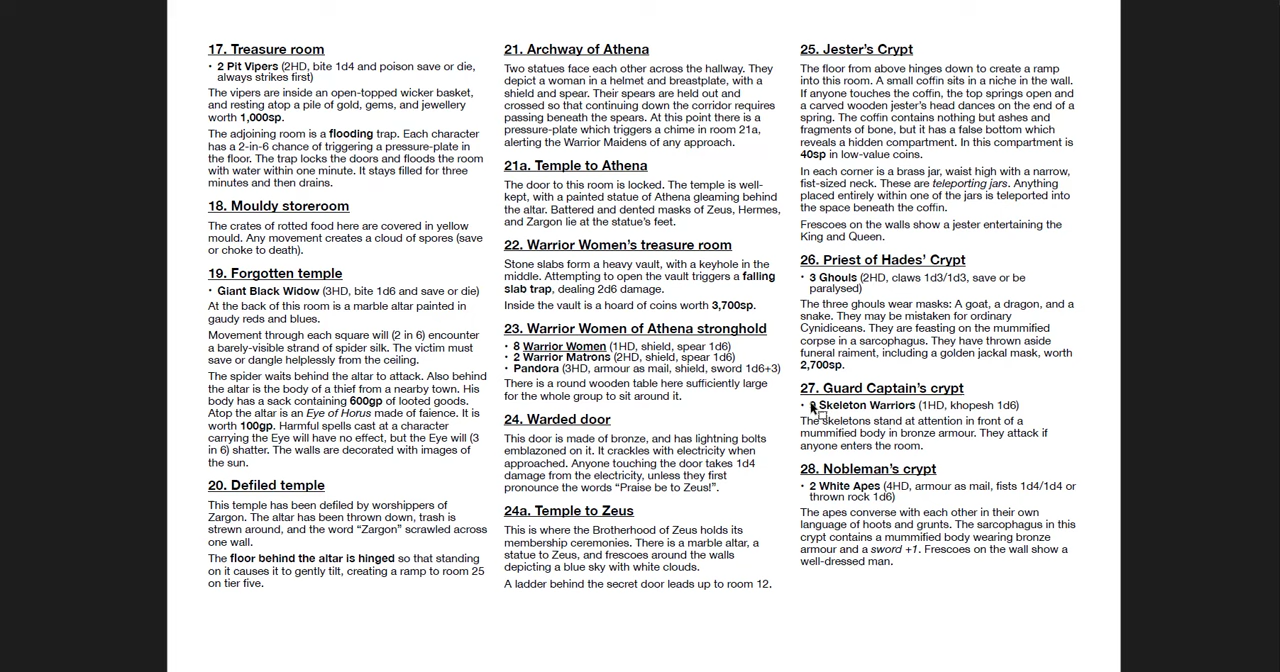 17. Treasure room
• 2 Pit Vipers (2HD, bite 1d4 and poison save or die,
always strikes first)
The vipers are inside an open-topped wicker basket,
and resting atop a pile of gold, gems, and jewellery
worth 1,000sp.
The adjoining room is a flooding trap. Each character
has a 2-in-6 chance of triggering a pressure-plate in
the floor. The trap locks the doors and floods the room
with water within one minute. It stays filled for three
minutes and then drains.
18. Mouldy storeroom
The crates of rotted food here are covered in yellow
mould. Any movement creates a cloud of spores (save
or choke to death).
19. Forgotten temple
• Giant Black Widow (3HD, bite 1d6 and save or die)
At the back of this room is a marble altar painted in
gaudy reds and blues.
Movement through each square will (2 in 6) encounter
a barely-visible strand of spider silk. The victim must
save or dangle helplessly from the ceiling.
The spider waits behind the altar to attack. Also behind
the altar is the body of a thief from a nearby town. His
body has a sack containing 600gp of looted goods.
Atop the altar is an Eye of Horus made of faience. It is
worth 100gp. Harmful spells cast at a character
carrying the Eye will have no effect, but the Eye will (3
in 6) shatter. The walls are decorated with images of
the sun.
20. Defiled temple
This temple has been defiled by worshippers of
Zargon. The altar has been thrown down, trash is
strewn around, and the word “Zargon” scrawled across
one wall.
The floor behind the altar is hinged so that standing
on it causes it to gently tilt, creating a ramp to room 25
on tier five.
21. Archway of Athena
Two statues face each other across the hallway. They
depict a woman in a helmet and breastplate, with a
shield and spear. Their spears are held out and
crossed so that continuing down the corridor requires
passing beneath the spears. At this point there is a
pressure-plate which triggers a chime in room 21a,
alerting the Warrior Maidens of any approach.
21a. Temple to Athena
The door to this room is locked. The temple is well-
kept, with a painted statue of Athena gleaming behind
the altar. Battered and dented masks of Zeus, Hermes,
and Zargon lie at the statue’s feet.
22. Warrior Women’s treasure room
Stone slabs form a heavy vault, with a keyhole in the
middle. Attempting to open the vault triggers a falling
slab trap, dealing 2d6 damage.
Inside the vault is a hoard of coins worth 3,700sp.
23. Warrior Women of Athena stronghold
• 8 Warrior Women (1HD, shield, spear 1d6)
• 2 Warrior Matrons (2HD, shield, spear 1d6)
• Pandora (3HD, armour as mail, shield, sword 1d6+3)
There is a round wooden table here sufficiently large
for the whole group to sit around it.
24. Warded door
This door is made of bronze, and has lightning bolts
emblazoned on it. It crackles with electricity when
approached. Anyone touching the door takes 1d4
damage from the electricity, unless they first
pronounce the words “Praise be to Zeus!”.
24a. Temple to Zeus
This is where the Brotherhood of Zeus holds its
membership ceremonies. There is a marble altar, a
statue to Zeus, and frescoes around the walls
depicting a blue sky with white clouds.
A ladder behind the secret door leads up to room 12.
25. Jester’s Crypt
The floor from above hinges down to create a ramp
into this room. A small coffin sits in a niche in the wall.
If anyone touches the coffin, the top springs open and
a carved wooden jester’s head dances on the end of a
spring. The coffin contains nothing but ashes and
fragments of bone, but it has a false bottom which
reveals a hidden compartment. In this compartment is
40sp in low-value coins.
In each corner is a brass jar, waist high with a narrow,
fist-sized neck. These are teleporting jars. Anything
placed entirely within one of the jars is teleported into
the space beneath the coffin.
Frescoes on the walls show a jester entertaining the
King and Queen.
26. Priest of Hades’ Crypt
• 3 Ghouls (2HD, claws 1d3/1d3, save or be
paralysed)
The three ghouls wear masks: A goat, a dragon, and a
snake. They may be mistaken for ordinary
Cynidiceans. They are feasting on the mummified
corpse in a sarcophagus. They have thrown aside
funeral raiment, including a golden jackal mask, worth
2,700sp.
27. Guard Captain’s crypt
• Skeleton Warriors (1HD, khopesh 1d6)
The skeletons stand at attention in front of a
mummified body in bronze armour. They attack if
anyone enters the room.
28. Nobleman’s crypt
• 2 White Apes (4HD, armour as mail, fists 1d4/1d4 or
thrown rock 1d6)
The apes converse with each other in their own
language of hoots and grunts. The sarcophagus in this
crypt contains a mummified body wearing bronze
armour and a sword +1. Frescoes on the wall show a
well-dressed man.